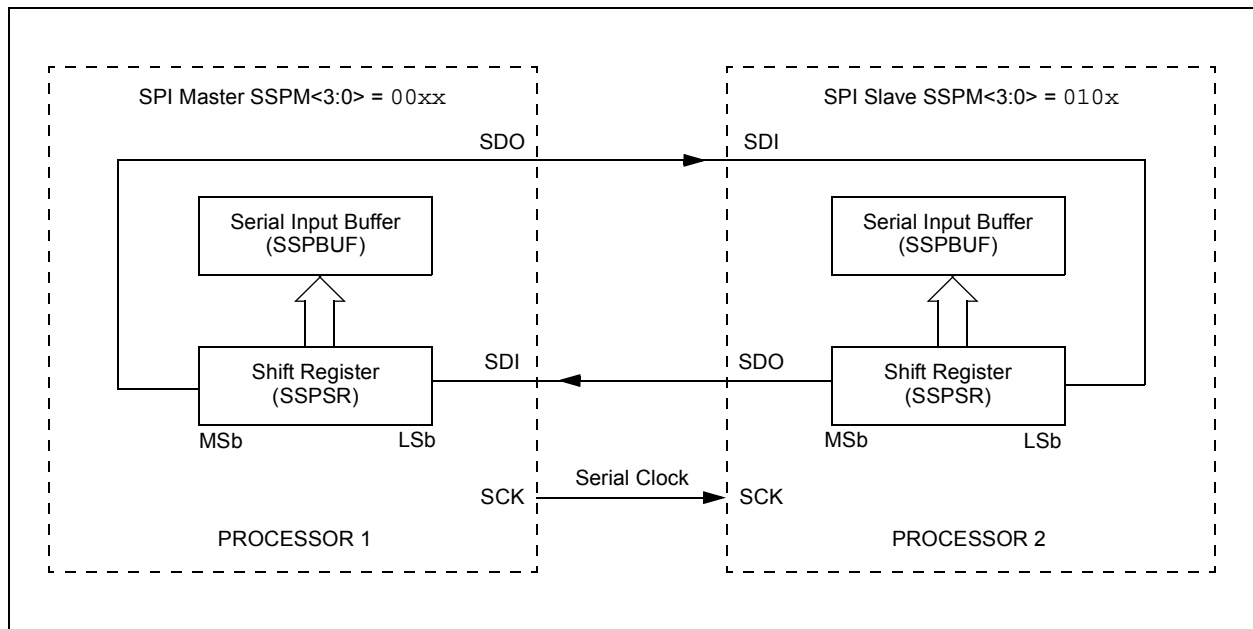 SPI Master SSPM<3:0> = 00xx
SPI Slave SSPM<3:0> = 010x
SDO
SDI
Serial Input Buffer
(SSPBUF)
Serial Input Buffer
(SSPBUF)
SDI
SDO
Shift Register
(SSPSR)
Shift Register
(SSPSR)
MSb
LSb
MSb
LSb
Serial Clock
SCK
SCK
PROCESSOR 1
PROCESSOR 2